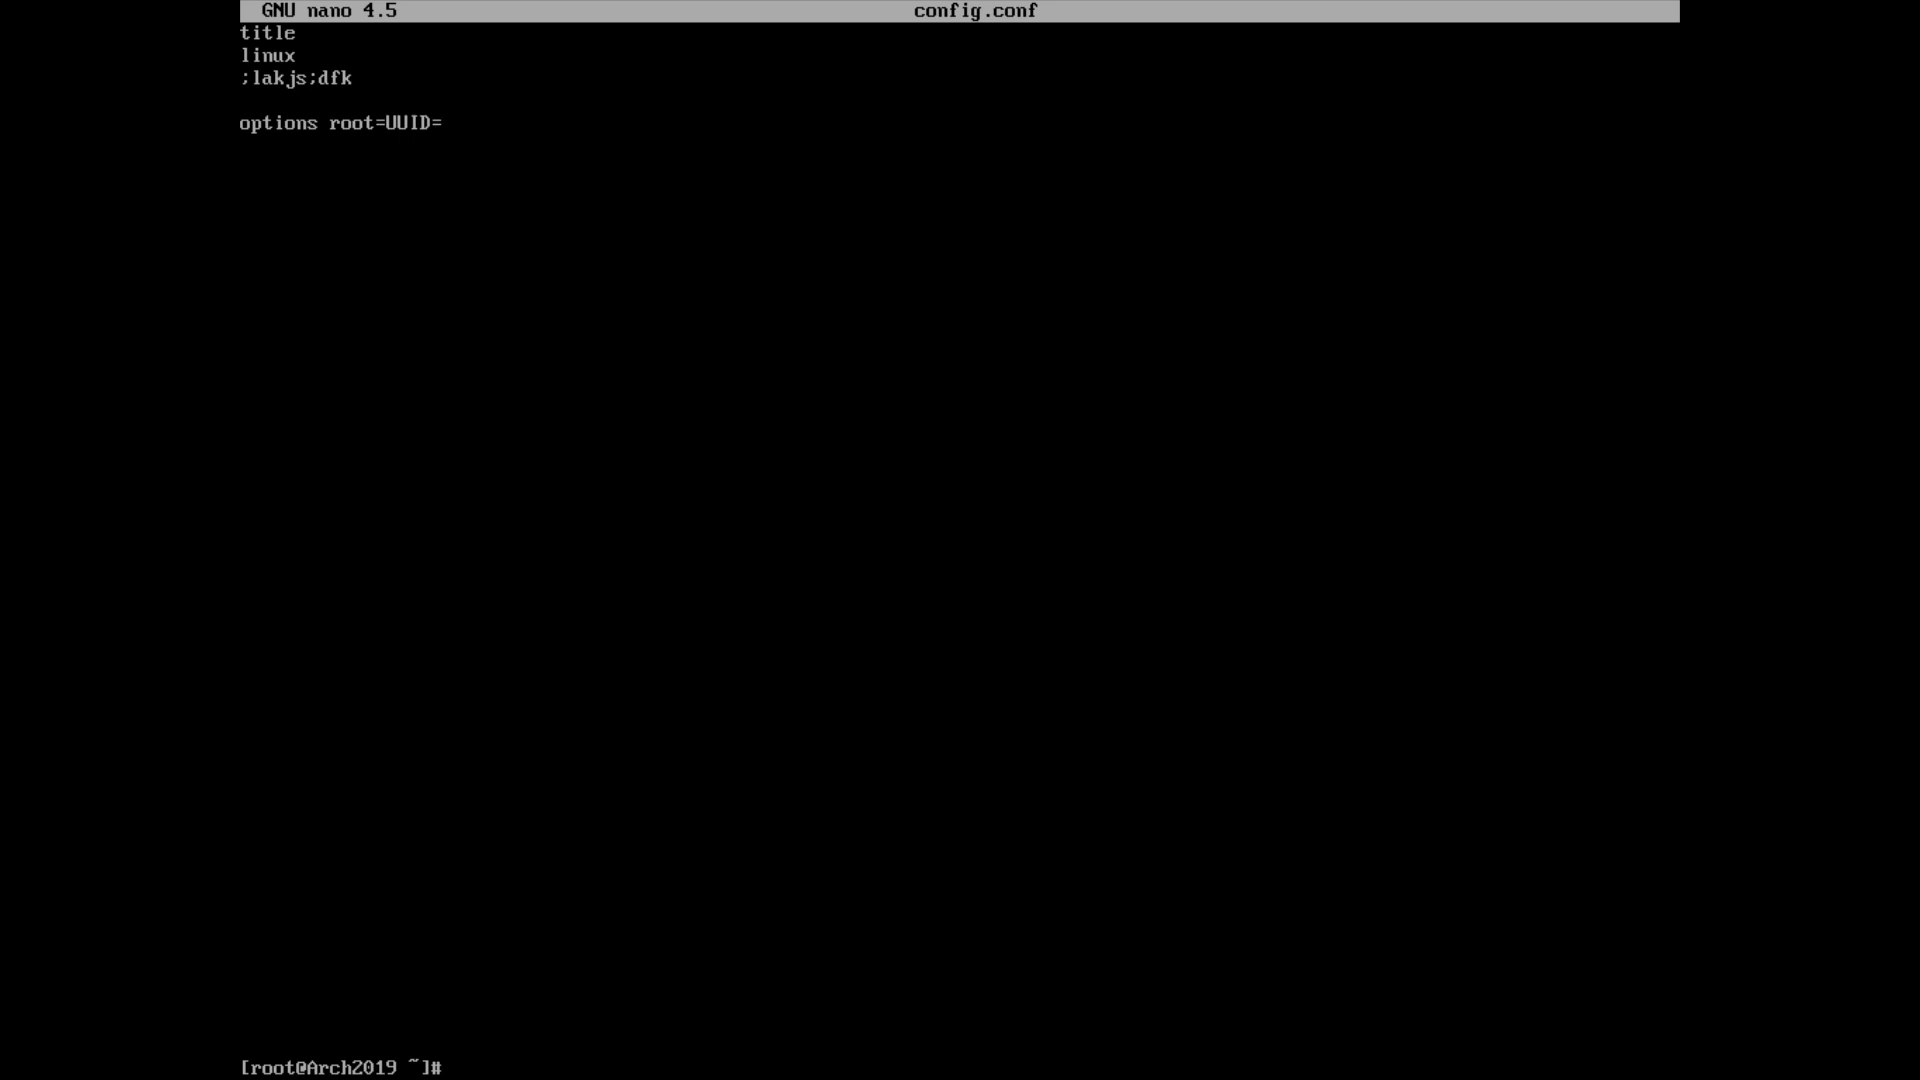 GNU nano 4.5 config.conf
title
linux
;lakjs;dfk
options root=UUID=
[root@Arch2019 ~]#